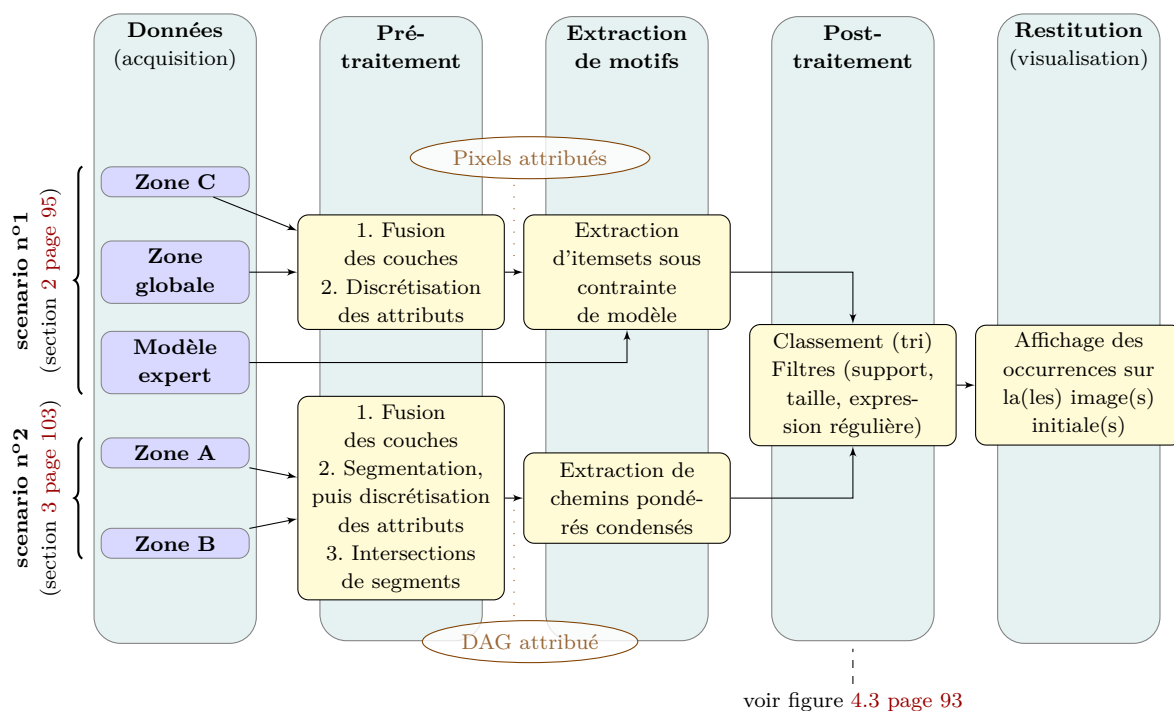 Données
(acquisition)
Pré-
traitement
Extraction
de motifs
Post-
traitement
Restitution
(visualisation)
Pixels attribués
scenario nº1
(section 2 page 95)
Zone C
Zone
globale
Modèle
expert
1. Fusion
des couches
2. Discrétisation
des attributs
Extraction
d'itemsets sous
contrainte
de modèle
scenario nº2
(section 3 page 103)
Zone A
Zone B
1. Fusion
des couches
2. Segmentation,
puis discrétisation
des attributs
3. Intersections
de segments
Extraction de
chemins pondé-
rés condensés
Classement (tri)
Filtres (support,
taille, expres-
sion régulière)
Affichage des
occurrences sur
la(les) image(s)
initiale(s)
DAG attribué
voir figure 4.3 page 93